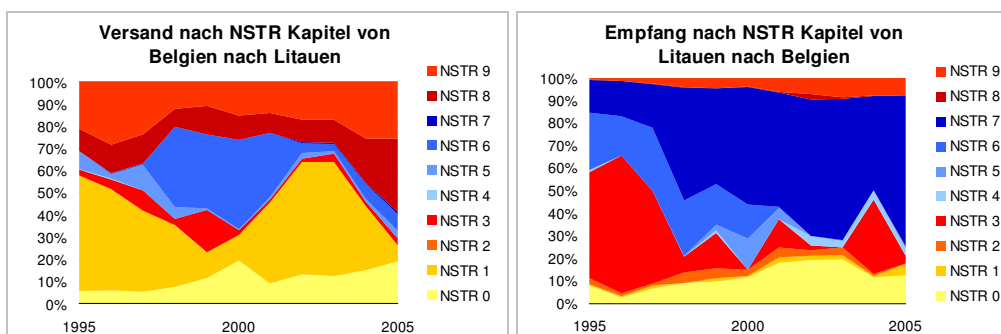 Versand nach NSTR Kapitel von
Belgien nach Litauen
100%
90%
80%
70%
60%
50%
40%
30%
20%
10%
0%
1995
2000
2005
NSTR 9
NSTR 8
NSTR 7
NSTR 6
NSTR 5
NSTR 4
NSTR 3
NSTR 2
NSTR 1
NSTR 0
Empfang nach NSTR Kapitel von
Litauen nach Belgien
100%
90%
80%
70%
60%
50%
40%
30%
20%
10%
0%
1995
2000
2005
NSTR 9
NSTR 8
NSTR 7
NSTR 6
NSTR 5
NSTR 4
NSTR 3
NSTR 2
NSTR 1
NSTR 0